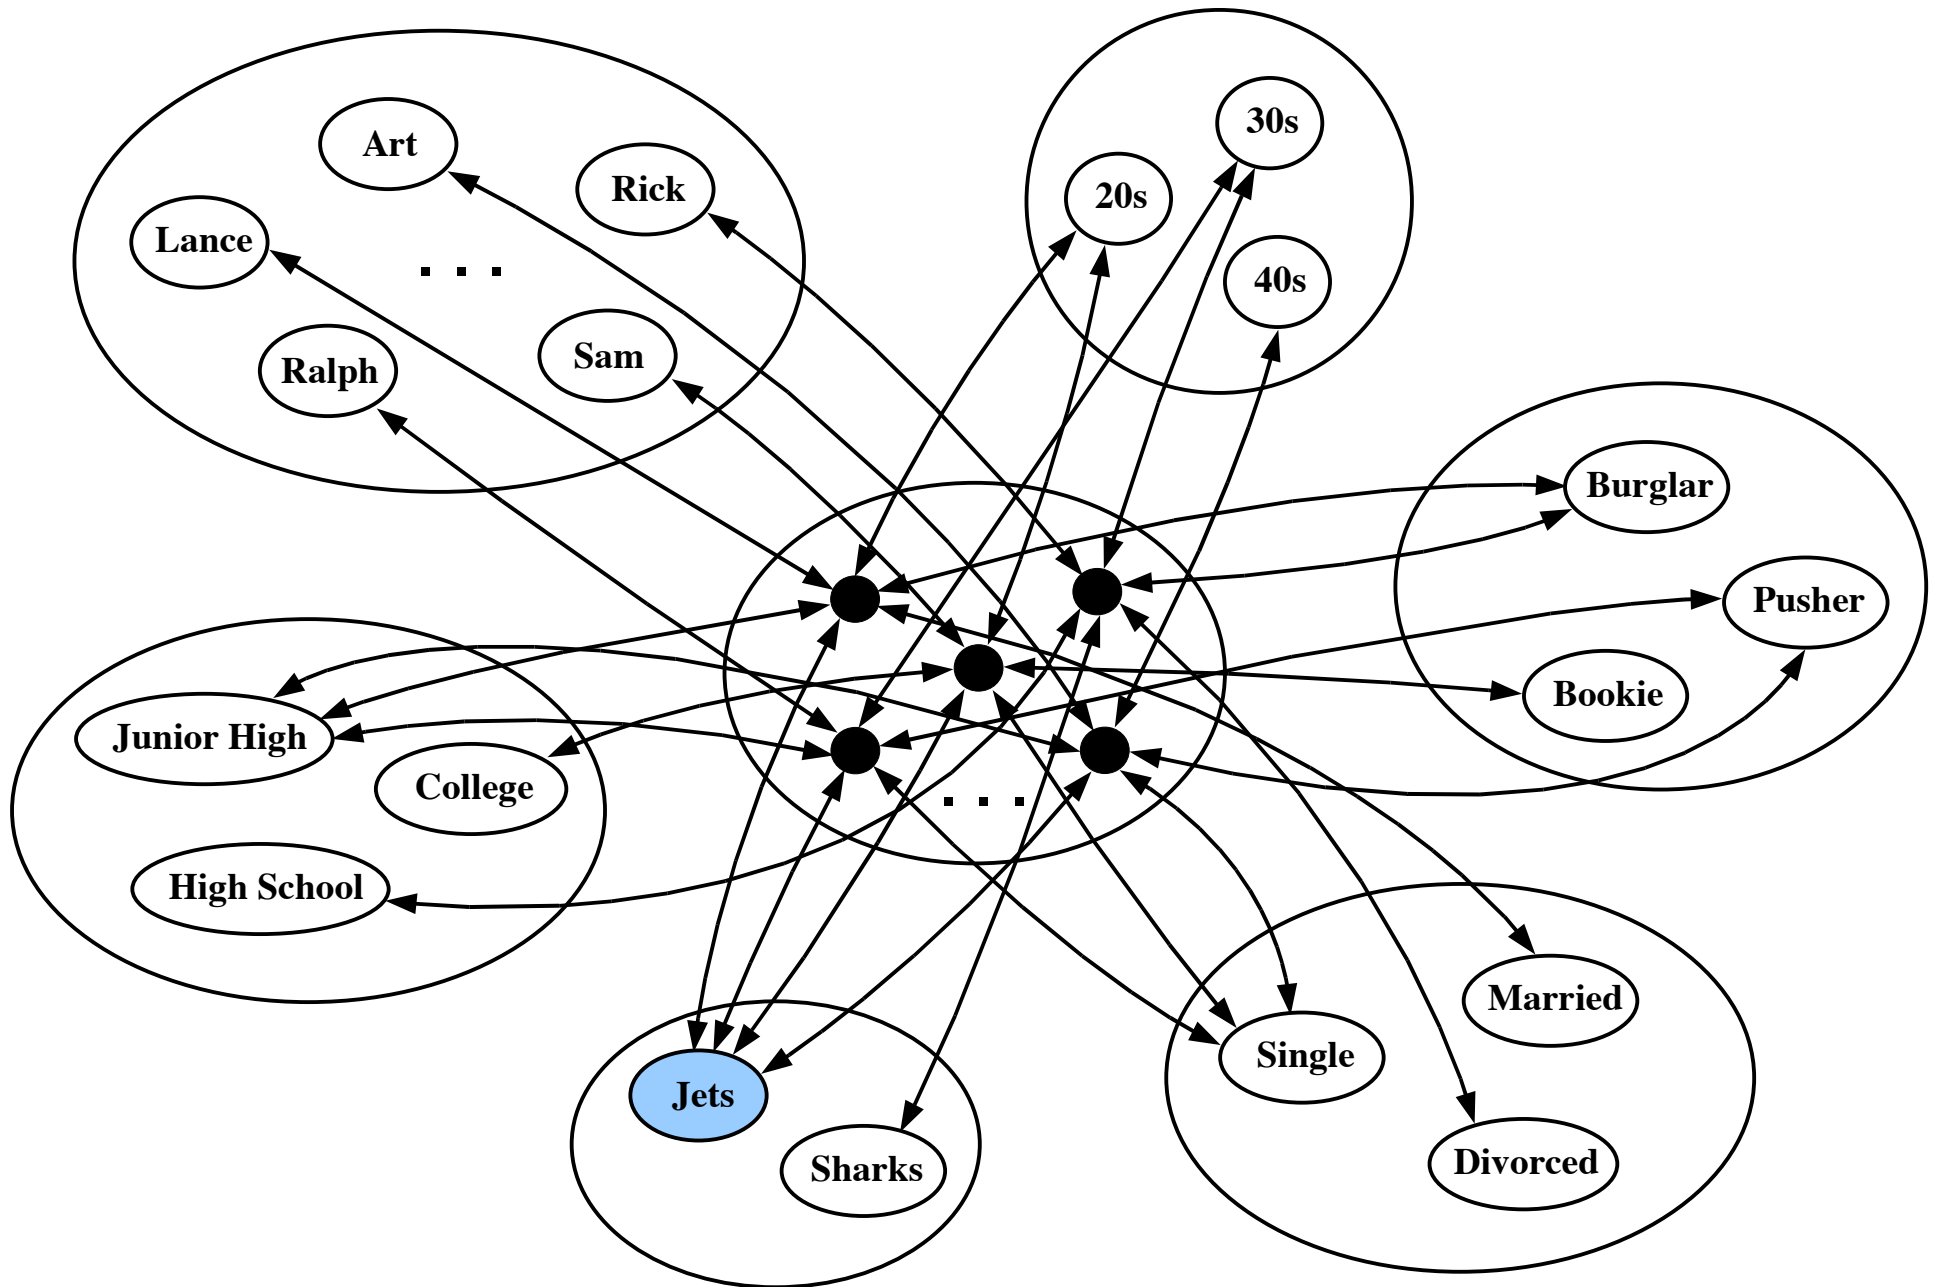 Art
Rick
Lance
. . .
Ralph
Sam
30s
20s
40s
Burglar
Pusher
Bookie
Junior High
College
High School
. . .
Jets
Sharks
Married
Single
Divorced